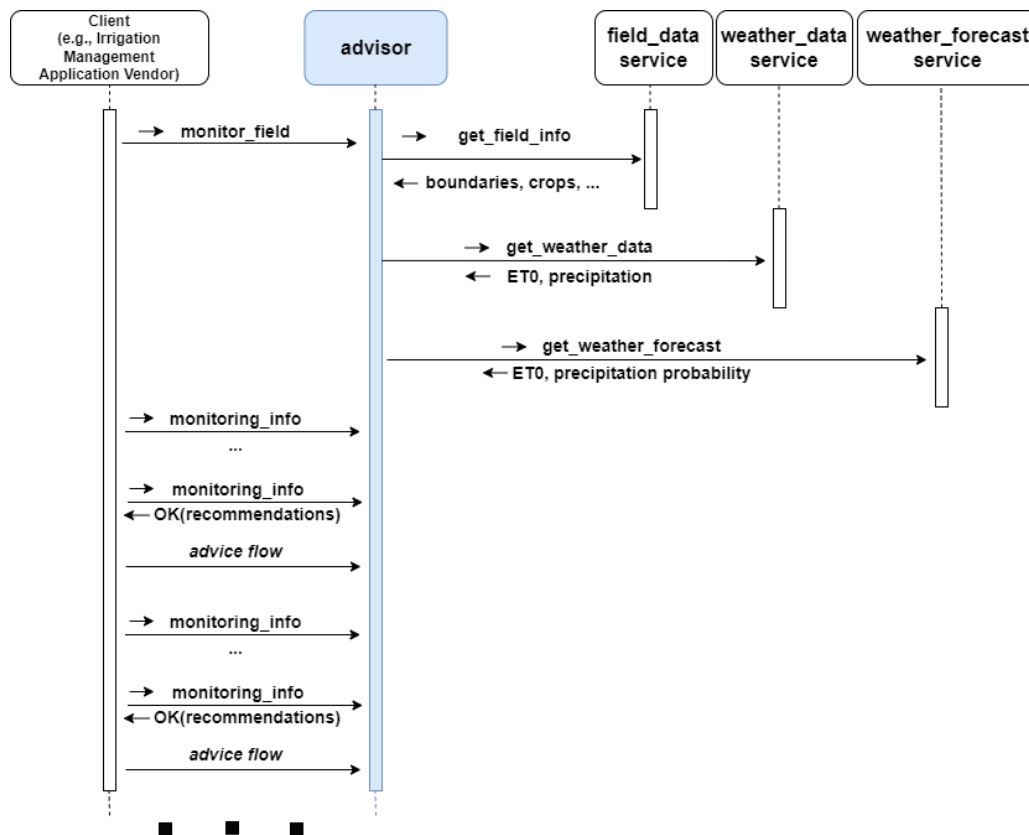 Client
(e.g., Irrigation
Management
Application Vendor)
advisor
field_data
service
weather_data
service
weather_forecast
service
monitor_field
get_field_info
boundaries, crops, ...
get_weather_data
ET0, precipitation
get_weather_forecast
ET0, precipitation probability
monitoring_info
...
monitoring_info
OK(recommendations)
advice flow
monitoring_info
...
monitoring_info
OK(recommendations)
advice flow